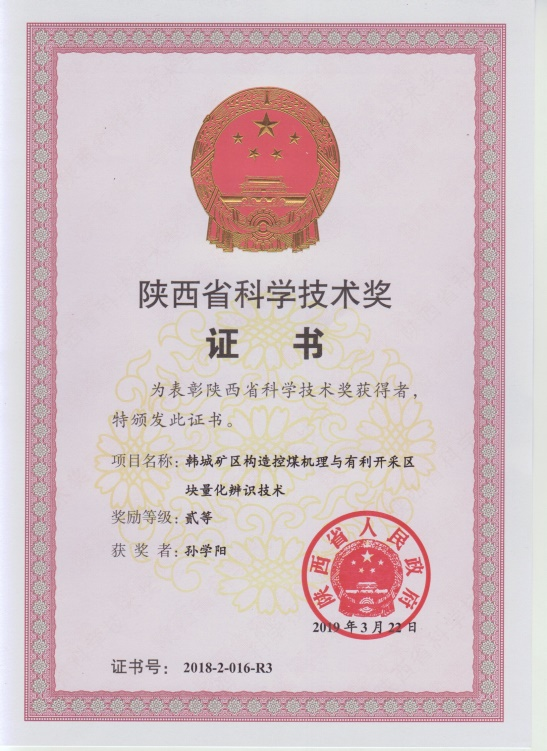 陕西省科学技术奖
证 书
为表彰陕西省科学技术奖获得者，
特颁发此证书。
项目名称：韩城矿区构造控煤机理与有利开采区
块量化辨识技术
奖励等级：贰等
获 奖 者：孙学阳
陕西省人民政府
2019 年 3 月 22 日
证书号： 2018-2-016-R3